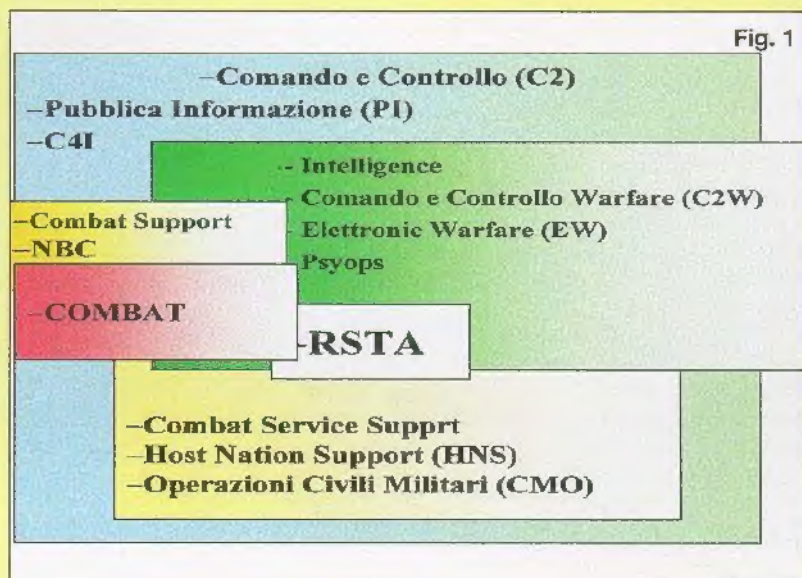 Fig. 1
–Comando e Controllo (C2)
–Pubblica Informazione (PI)
–C4I
- Intelligence
- Comando e Controllo Warfare (C2W)
- Elettronic Warfare (EW)
Psyops
–Combat Support
–NBC
–COMBAT
–RSTA
–Combat Service Supprt
–Host Nation Support (HNS)
–Operazioni Civili Militari (CMO)